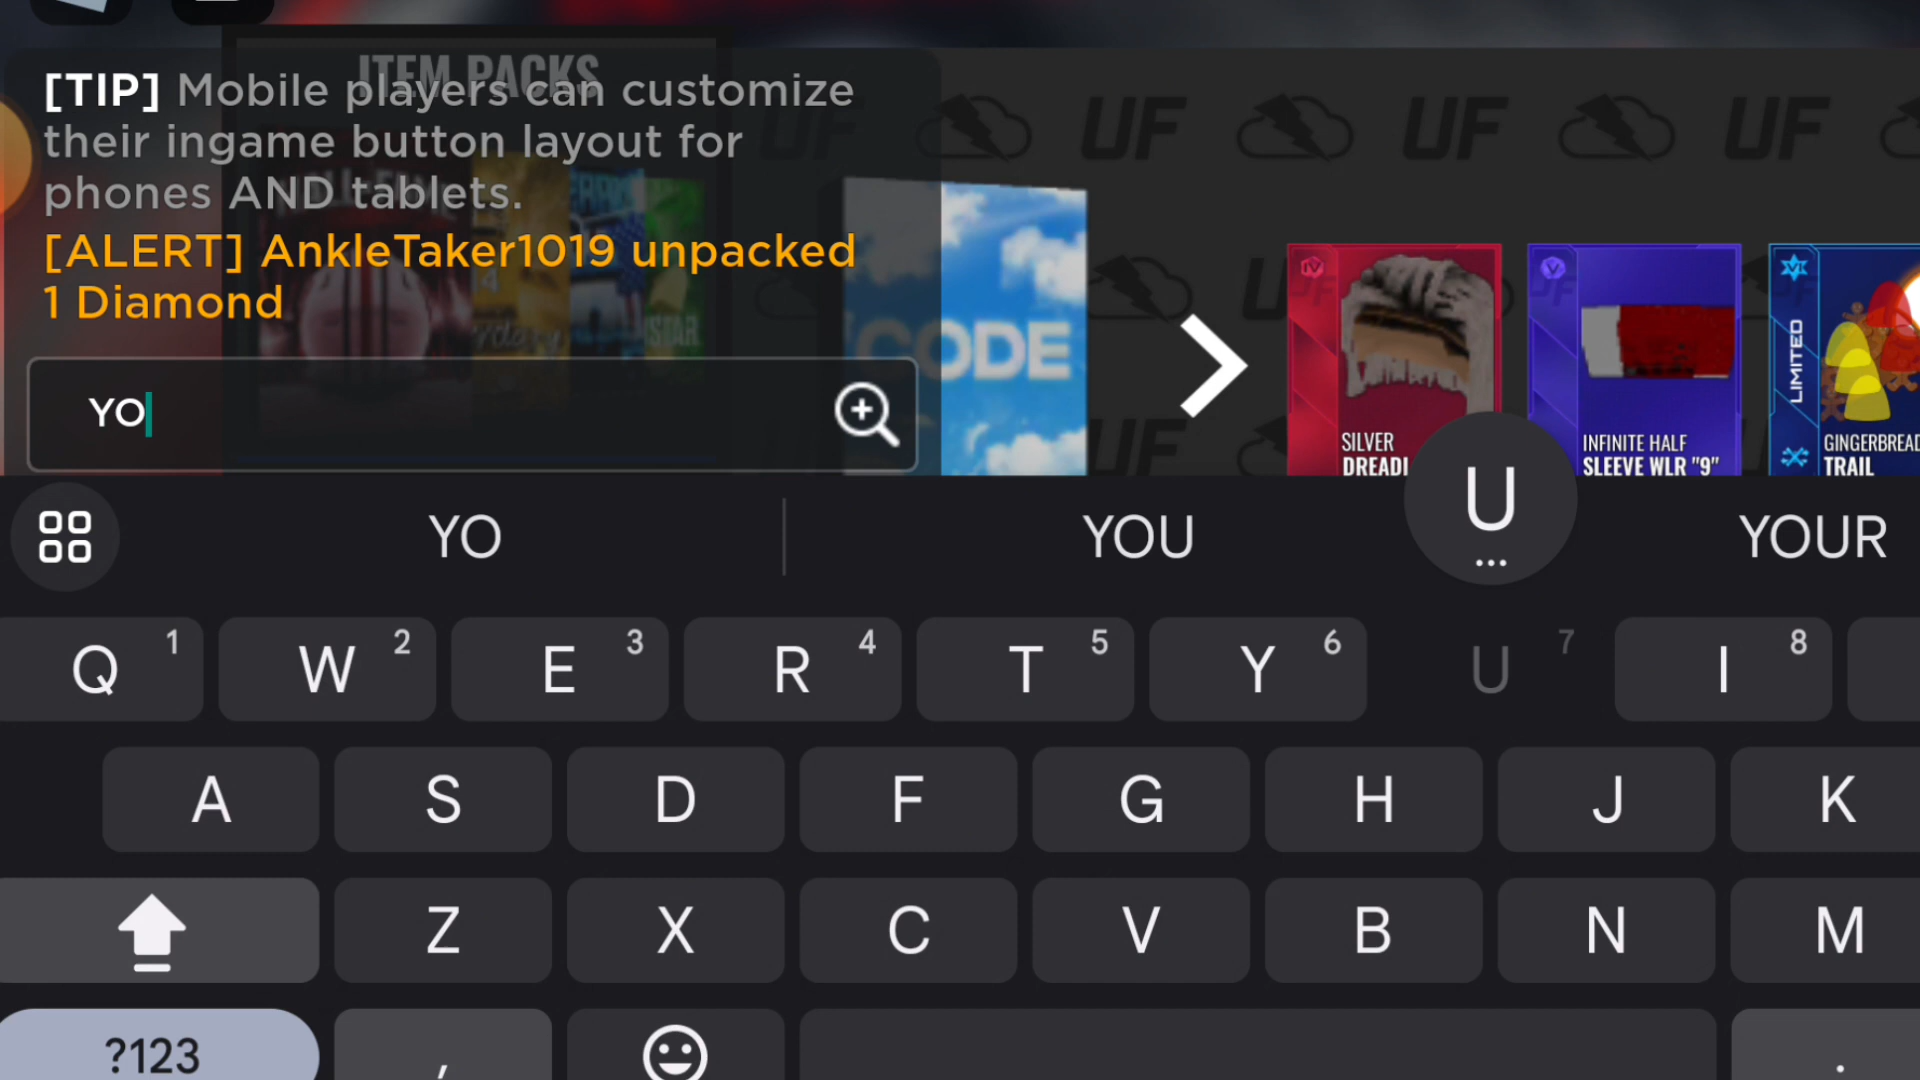 ITEM PACKS
[TIP] Mobile players can customize
their ingame button layout for
phones AND tablets.
[ALERT] AnkleTaker1019 unpacked
1 Diamond
YO
CODE
UF UF UF UF
SILVER
INFINITE HALF
SLEEVE WLR "9"
LIMITED
GINGERBREAD
TRAIL
U
...
YO YOU YOUR
Q 1 W 2 E 3 R 4 T 5 Y 6 U 7 I 8
A S D F G H J K
Z X C V B N M
?123 , .